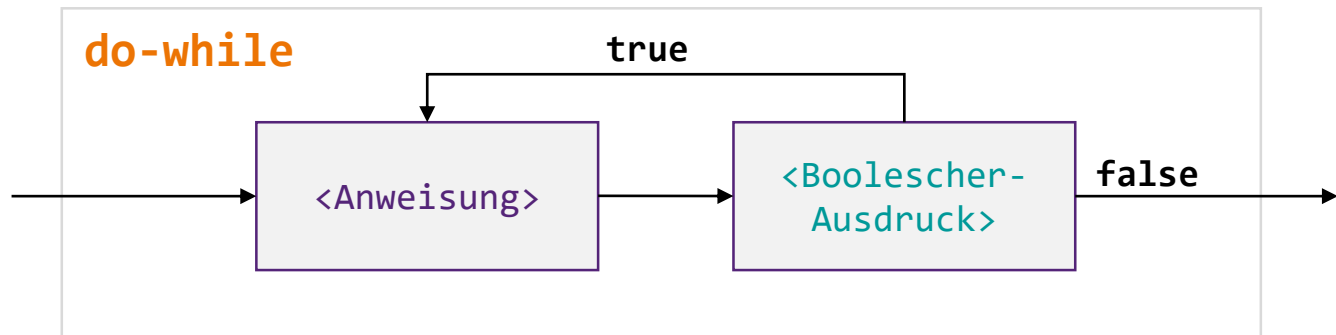 do-while
true
<Anweisung>
<Boolescher-
Ausdruck>
false